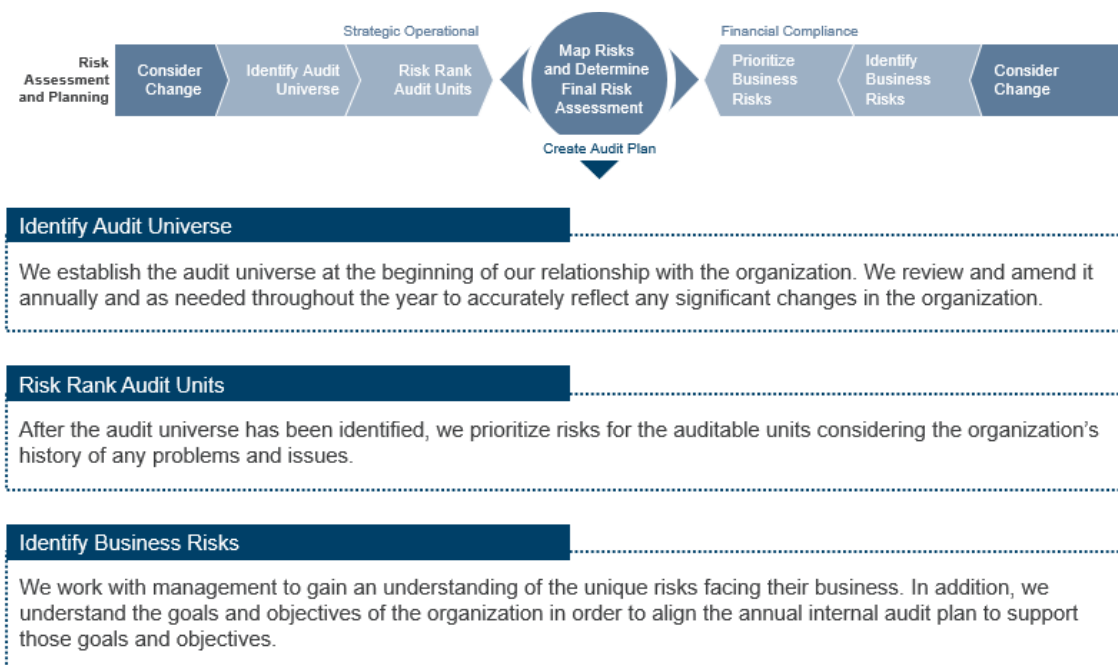 Strategic Operational
Financial Compliance
Risk
Assessment
and Planning
Consider
Change
Identify Audit
Universe
Risk Rank
Audit Units
Map Risks
and Determine
Final Risk
Assessment
Prioritize
Business
Risks
Identify
Business
Risks
Consider
Change
Create Audit Plan
Identify Audit Universe
We establish the audit universe at the beginning of our relationship with the organization. We review and amend it
annually and as needed throughout the year to accurately reflect any significant changes in the organization.
Risk Rank Audit Units
After the audit universe has been identified, we prioritize risks for the auditable units considering the organization’s
history of any problems and issues.
Identify Business Risks
We work with management to gain an understanding of the unique risks facing their business. In addition, we
understand the goals and objectives of the organization in order to align the annual internal audit plan to support
those goals and objectives.